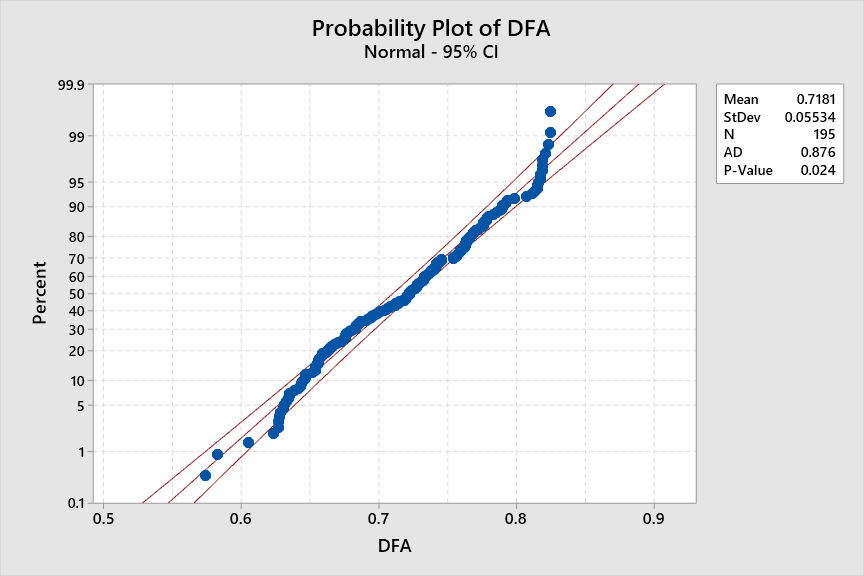 Probability Plot of DFA
Normal - 95% CI
99.9
99
95
90
80
70
60
50
40
30
20
10
5
1
0.1
Percent
0.5
0.6
0.7
0.8
0.9
DFA
Mean 0.7181
StDev 0.05534
N 195
AD 0.876
P-Value 0.024